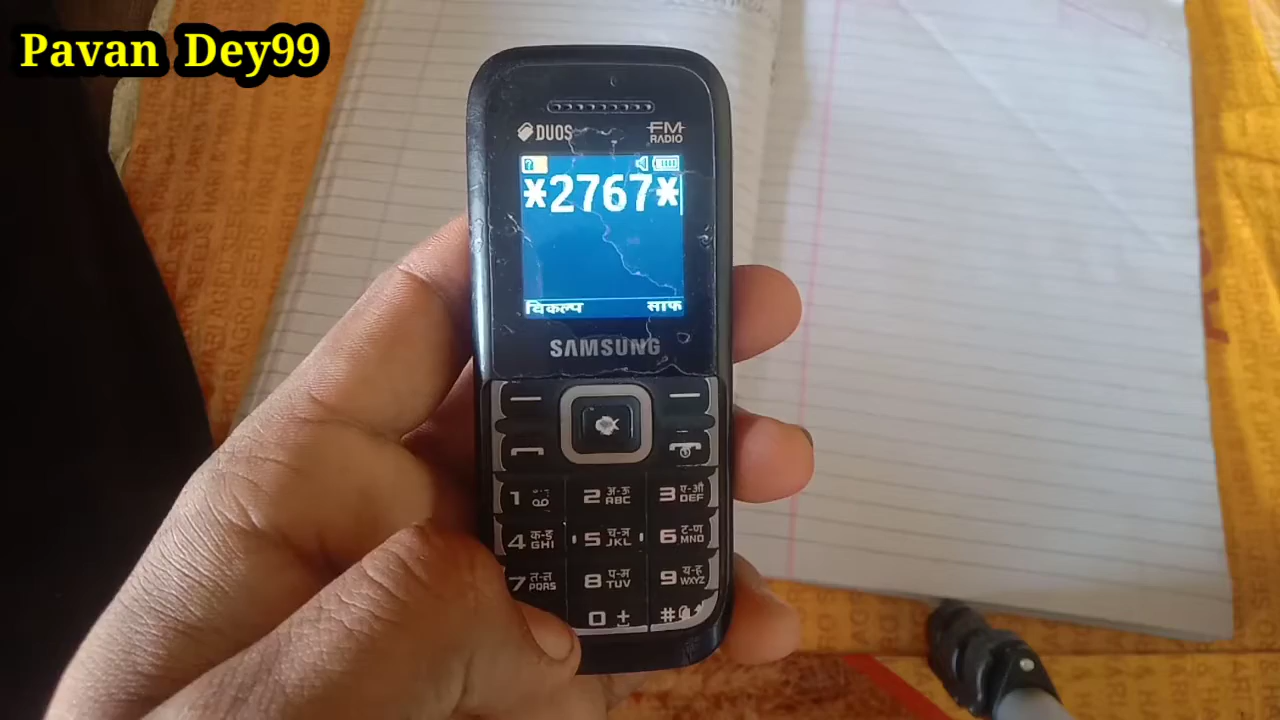 Pavan Dey99
DUOS
FM
RADIO
*2767*
विकल्प साफ
SAMSUNG
1
2 अ-ऊ ABC
3 ए-औ DEF
4 क-ङ GHI
5 च-ञ JKL
6 ट-ण MNO
7 त-न PQRS
8 प-म TUV
9 य-ह WXYZ
0 +
#